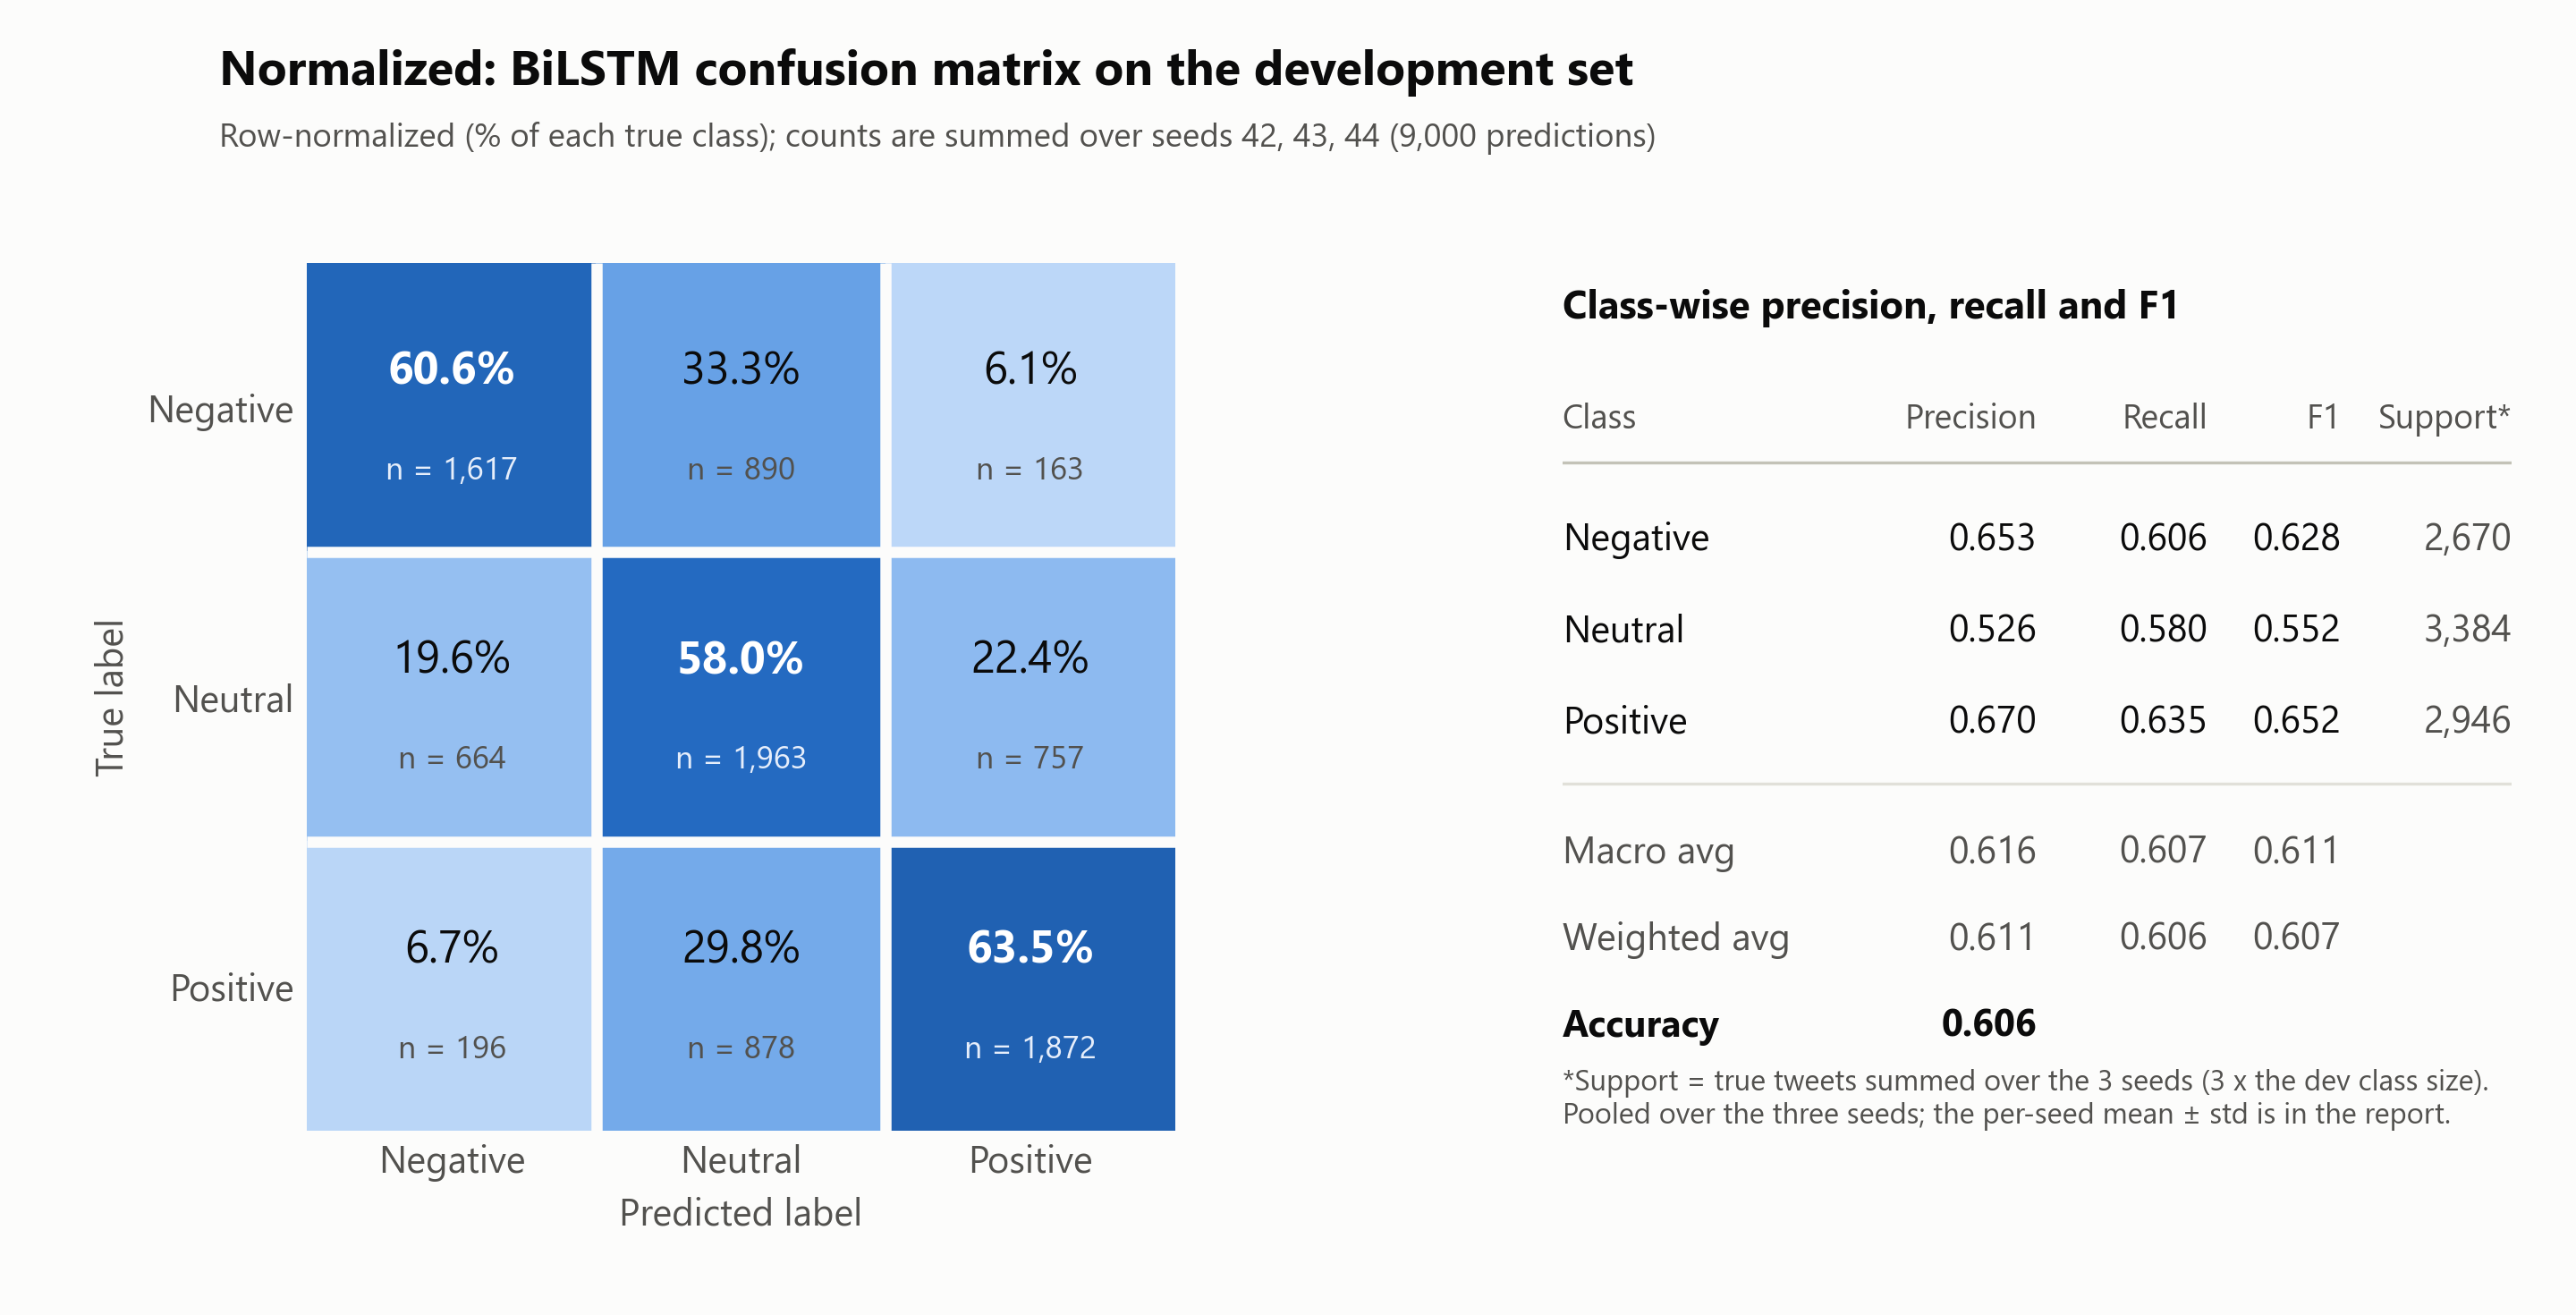 Normalized: BiLSTM confusion matrix on the development set
Row-normalized (% of each true class); counts are summed over seeds 42, 43, 44 (9,000 predictions)
True label
Negative
60.6%
33.3%
6.1%
n = 1,617
n = 890
n = 163
Neutral
19.6%
58.0%
22.4%
n = 664
n = 1,963
n = 757
Positive
6.7%
29.8%
63.5%
n = 196
n = 878
n = 1,872
Negative
Neutral
Positive
Predicted label
Class-wise precision, recall and F1
Class Precision Recall F1 Support*
Negative 0.653 0.606 0.628 2,670
Neutral 0.526 0.580 0.552 3,384
Positive 0.670 0.635 0.652 2,946
Macro avg 0.616 0.607 0.611
Weighted avg 0.611 0.606 0.607
Accuracy 0.606
*Support = true tweets summed over the 3 seeds (3 x the dev class size).
Pooled over the three seeds; the per-seed mean ± std is in the report.